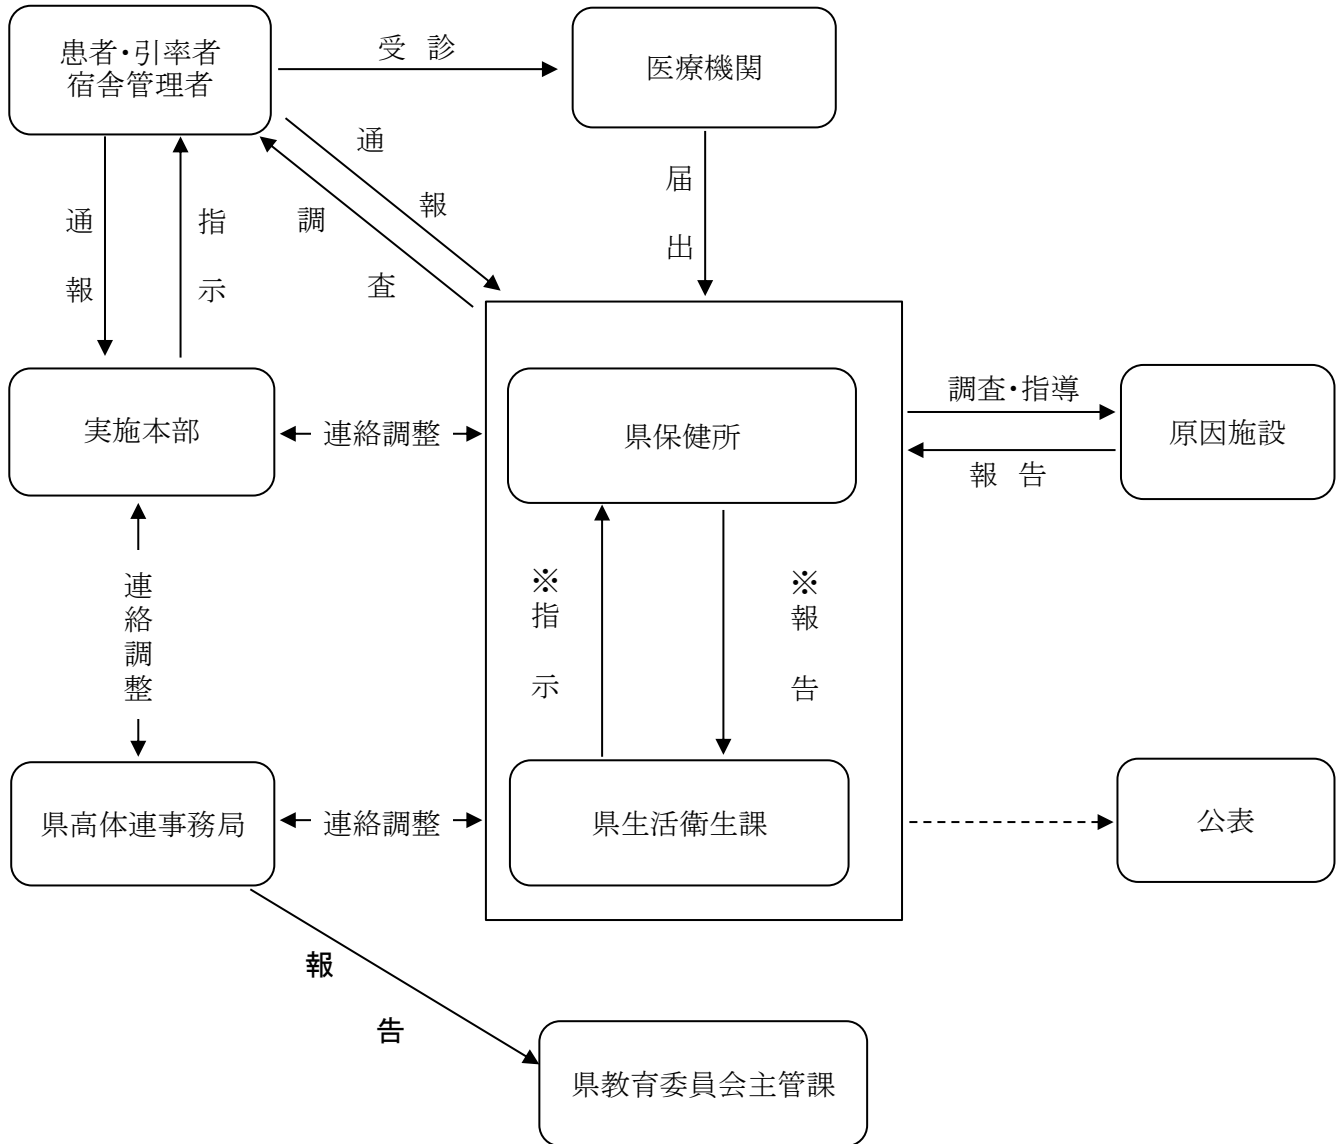 患者・引率者
宿舎管理者
受 診
医療機関
通報
指示
通報
調査
届出
実施本部
連絡調整
県保健所
調査・指導
報 告
原因施設
連絡調整
※指示
※報告
県高体連事務局
連絡調整
県生活衛生課
公表
報告
県教育委員会主管課